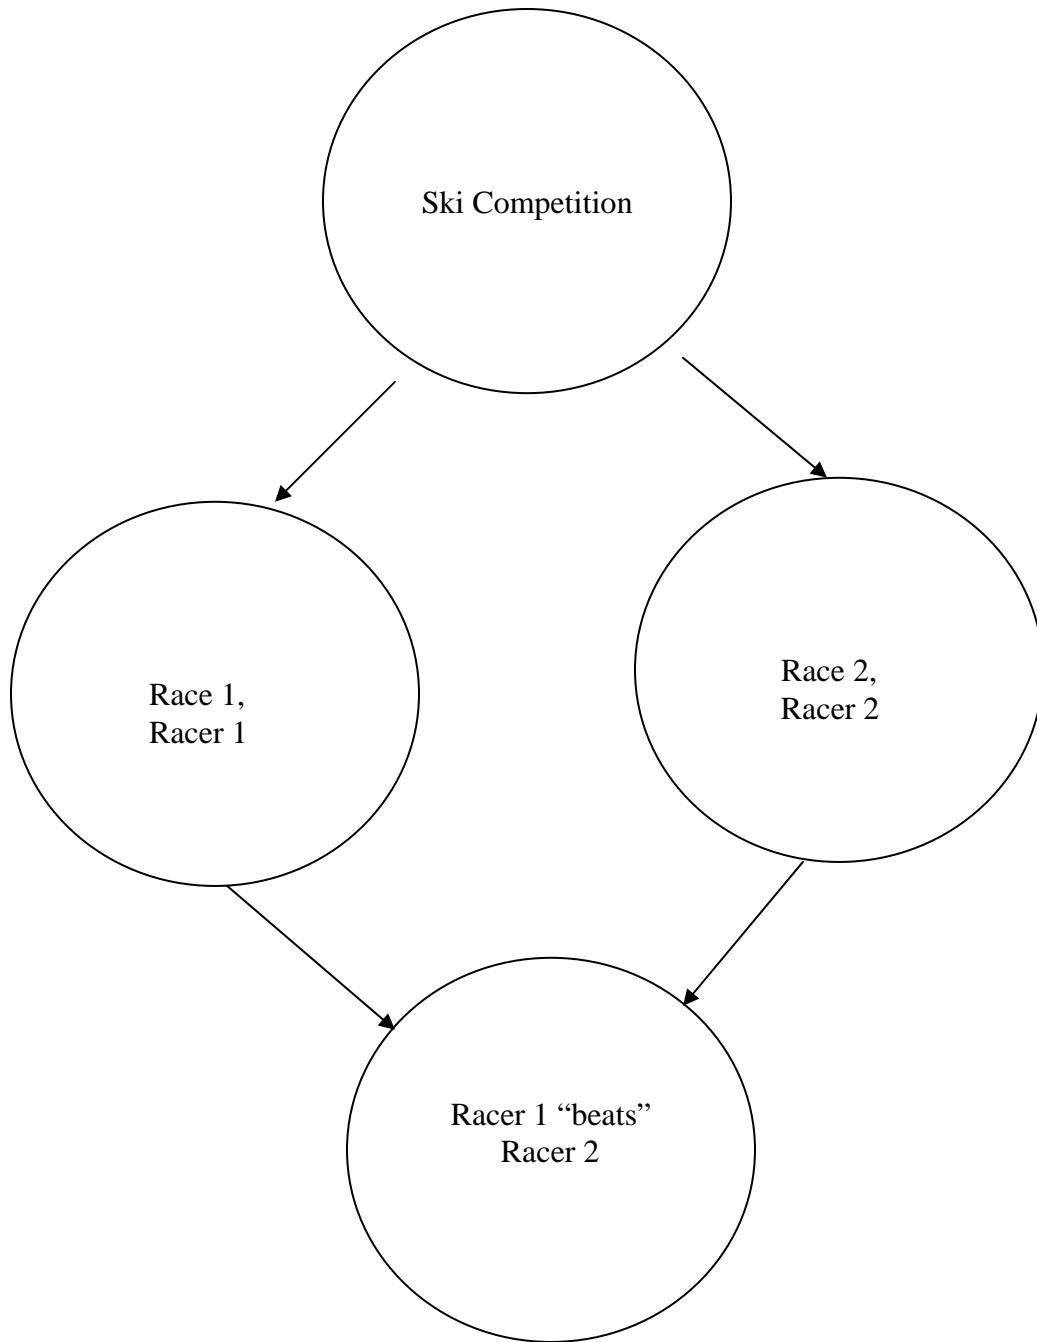 Ski Competition
Race 1,
Racer 1
Race 2,
Racer 2
Racer 1 “beats”
Racer 2